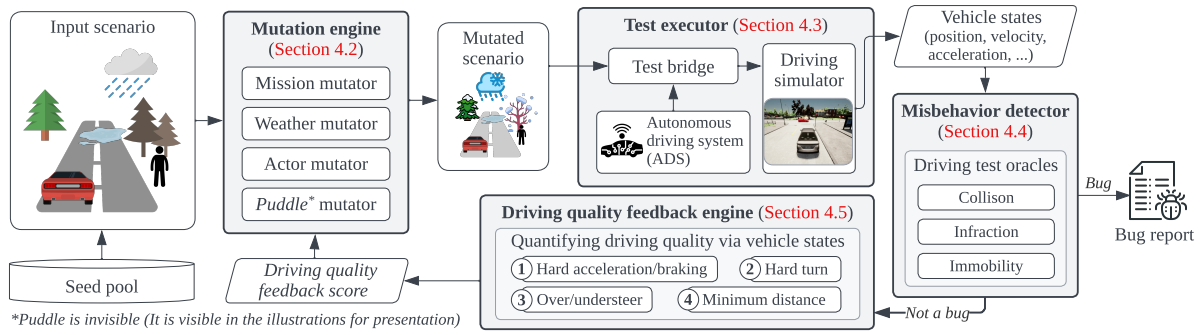 Input scenario
Seed pool
*Puddle is invisible (It is visible in the illustrations for presentation)
Mutation engine
(Section 4.2)
Mission mutator
Weather mutator
Actor mutator
Puddle* mutator
Driving quality
feedback score
Mutated
scenario
Test executor (Section 4.3)
Test bridge
Autonomous
driving system
(ADS)
Driving
simulator
Vehicle states
(position, velocity,
acceleration, ...)
Misbehavior detector
(Section 4.4)
Driving test oracles
Collison
Infraction
Immobility
Bug
Bug report
Not a bug
Driving quality feedback engine (Section 4.5)
Quantifying driving quality via vehicle states
1 Hard acceleration/braking
2 Hard turn
3 Over/understeer
4 Minimum distance